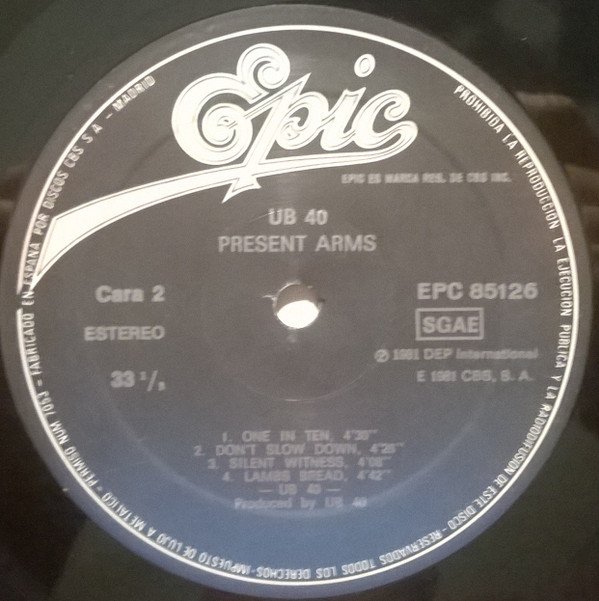 Epic
EPIC ES MARCA REG. DE CBS INC.
UB 40
PRESENT ARMS
Cara 2
EPC 85126
ESTEREO
SGAE
℗ 1981 DEP International
33 ⅓
E 1981 CBS, S. A.
1. ONE IN TEN, 4'30''
2. DON'T SLOW DOWN, 4'28''
3. SILENT WITNESS, 4'08''
4. LAMBS BREAD, 4'42''
— UB 40 —
Produced by UB 40
PROHIBIDA LA REPRODUCCION LA EJECUCION PUBLICA Y LA RADIODIFUSION DE ESTE DISCO - RESERVADOS TODOS LOS DERECHOS - IMPUESTO DE LUJO A METALICO - PERMISO NUM 7053 - FABRICADO EN ESPAÑA POR DISCOS CBS S A - MADRID